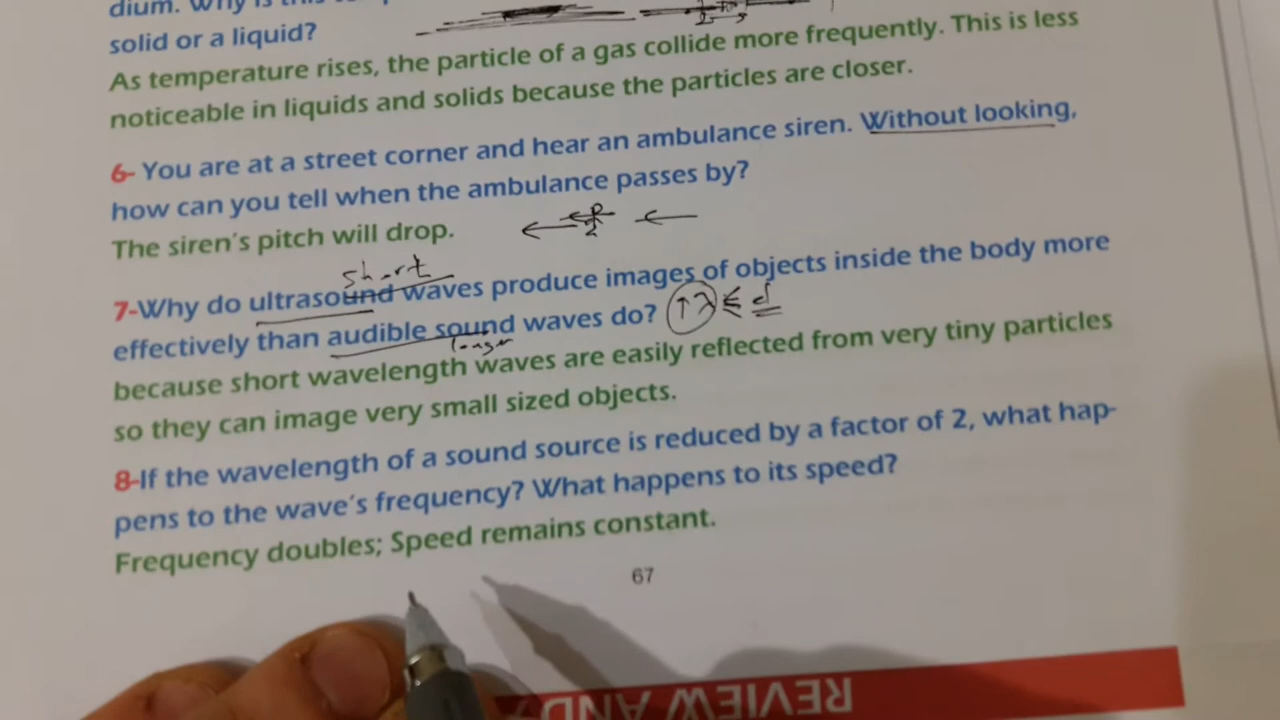 dium. Why is this
solid or a liquid?
As temperature rises, the particle of a gas collide more frequently. This is less
noticeable in liquids and solids because the particles are closer.
6- You are at a street corner and hear an ambulance siren. Without looking,
how can you tell when the ambulance passes by?
The siren's pitch will drop.
short
7-Why do ultrasound waves produce images of objects inside the body more
effectively than audible sound waves do? ↑λ ≤ d
longer
because short wavelength waves are easily reflected from very tiny particles
so they can image very small sized objects.
8-If the wavelength of a sound source is reduced by a factor of 2, what hap-
pens to the wave's frequency? What happens to its speed?
Frequency doubles; Speed remains constant.
67
REVIEW AND